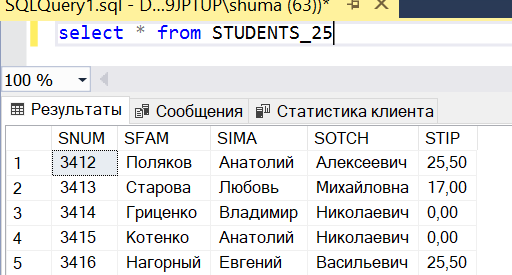 SQLQuery1.sql - D...9JPTUP\shuma (63))*
select * from STUDENTS_25
100 %
Результаты Сообщения Статистика клиента
SNUM SFAM SIMA SOTCH STIP
1 3412 Поляков Анатолий Алексеевич 25,50
2 3413 Старова Любовь Михайловна 17,00
3 3414 Гриценко Владимир Николаевич 0,00
4 3415 Котенко Анатолий Николаевич 0,00
5 3416 Нагорный Евгений Васильевич 25,50